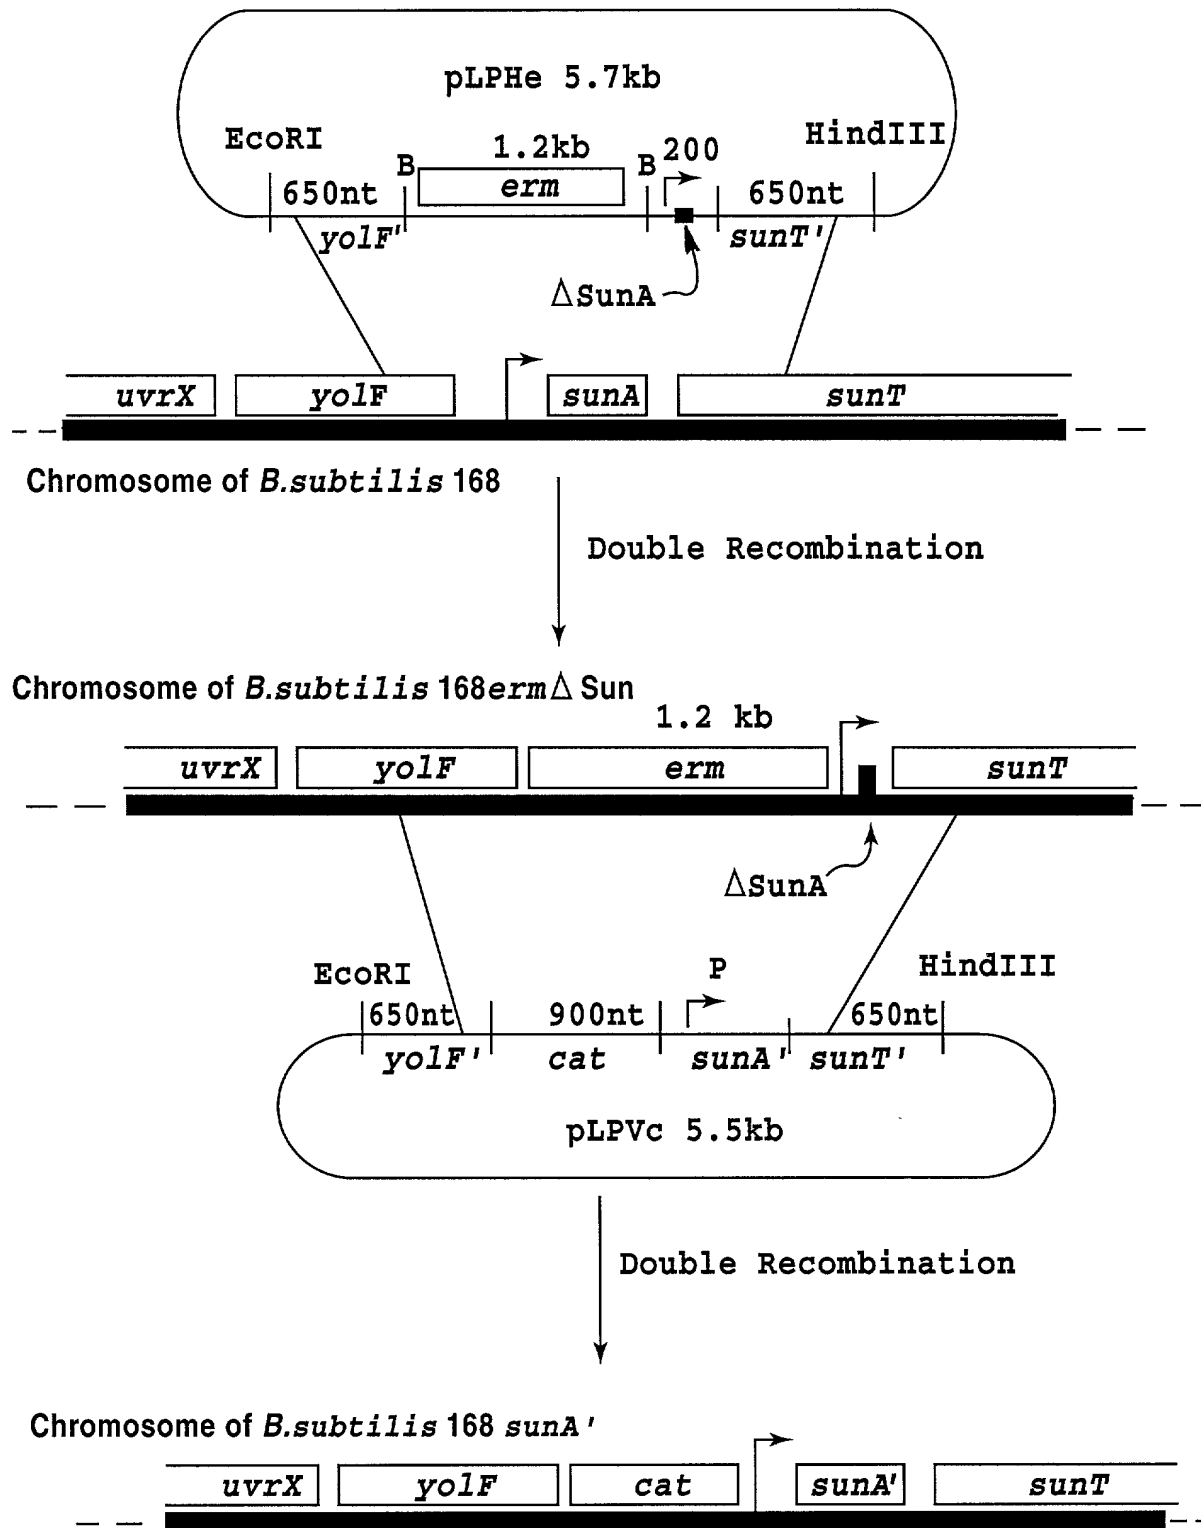 pLPHe 5.7kb
EcoRI
HindIII
1.2kb
B
B
200
650nt
erm
650nt
yolF'
sunT'
△SunA
uvrX
yolF
sunA
sunT
Chromosome of B.subtilis 168
Double Recombination
Chromosome of B.subtilis 168erm△ Sun
1.2 kb
uvrX
yolF
erm
sunT
△SunA
EcoRI
P
HindIII
650nt
900nt
650nt
yolF'
cat
sunA'
sunT'
pLPVc 5.5kb
Double Recombination
Chromosome of B.subtilis 168 sunA'
uvrX
yolF
cat
sunA'
sunT